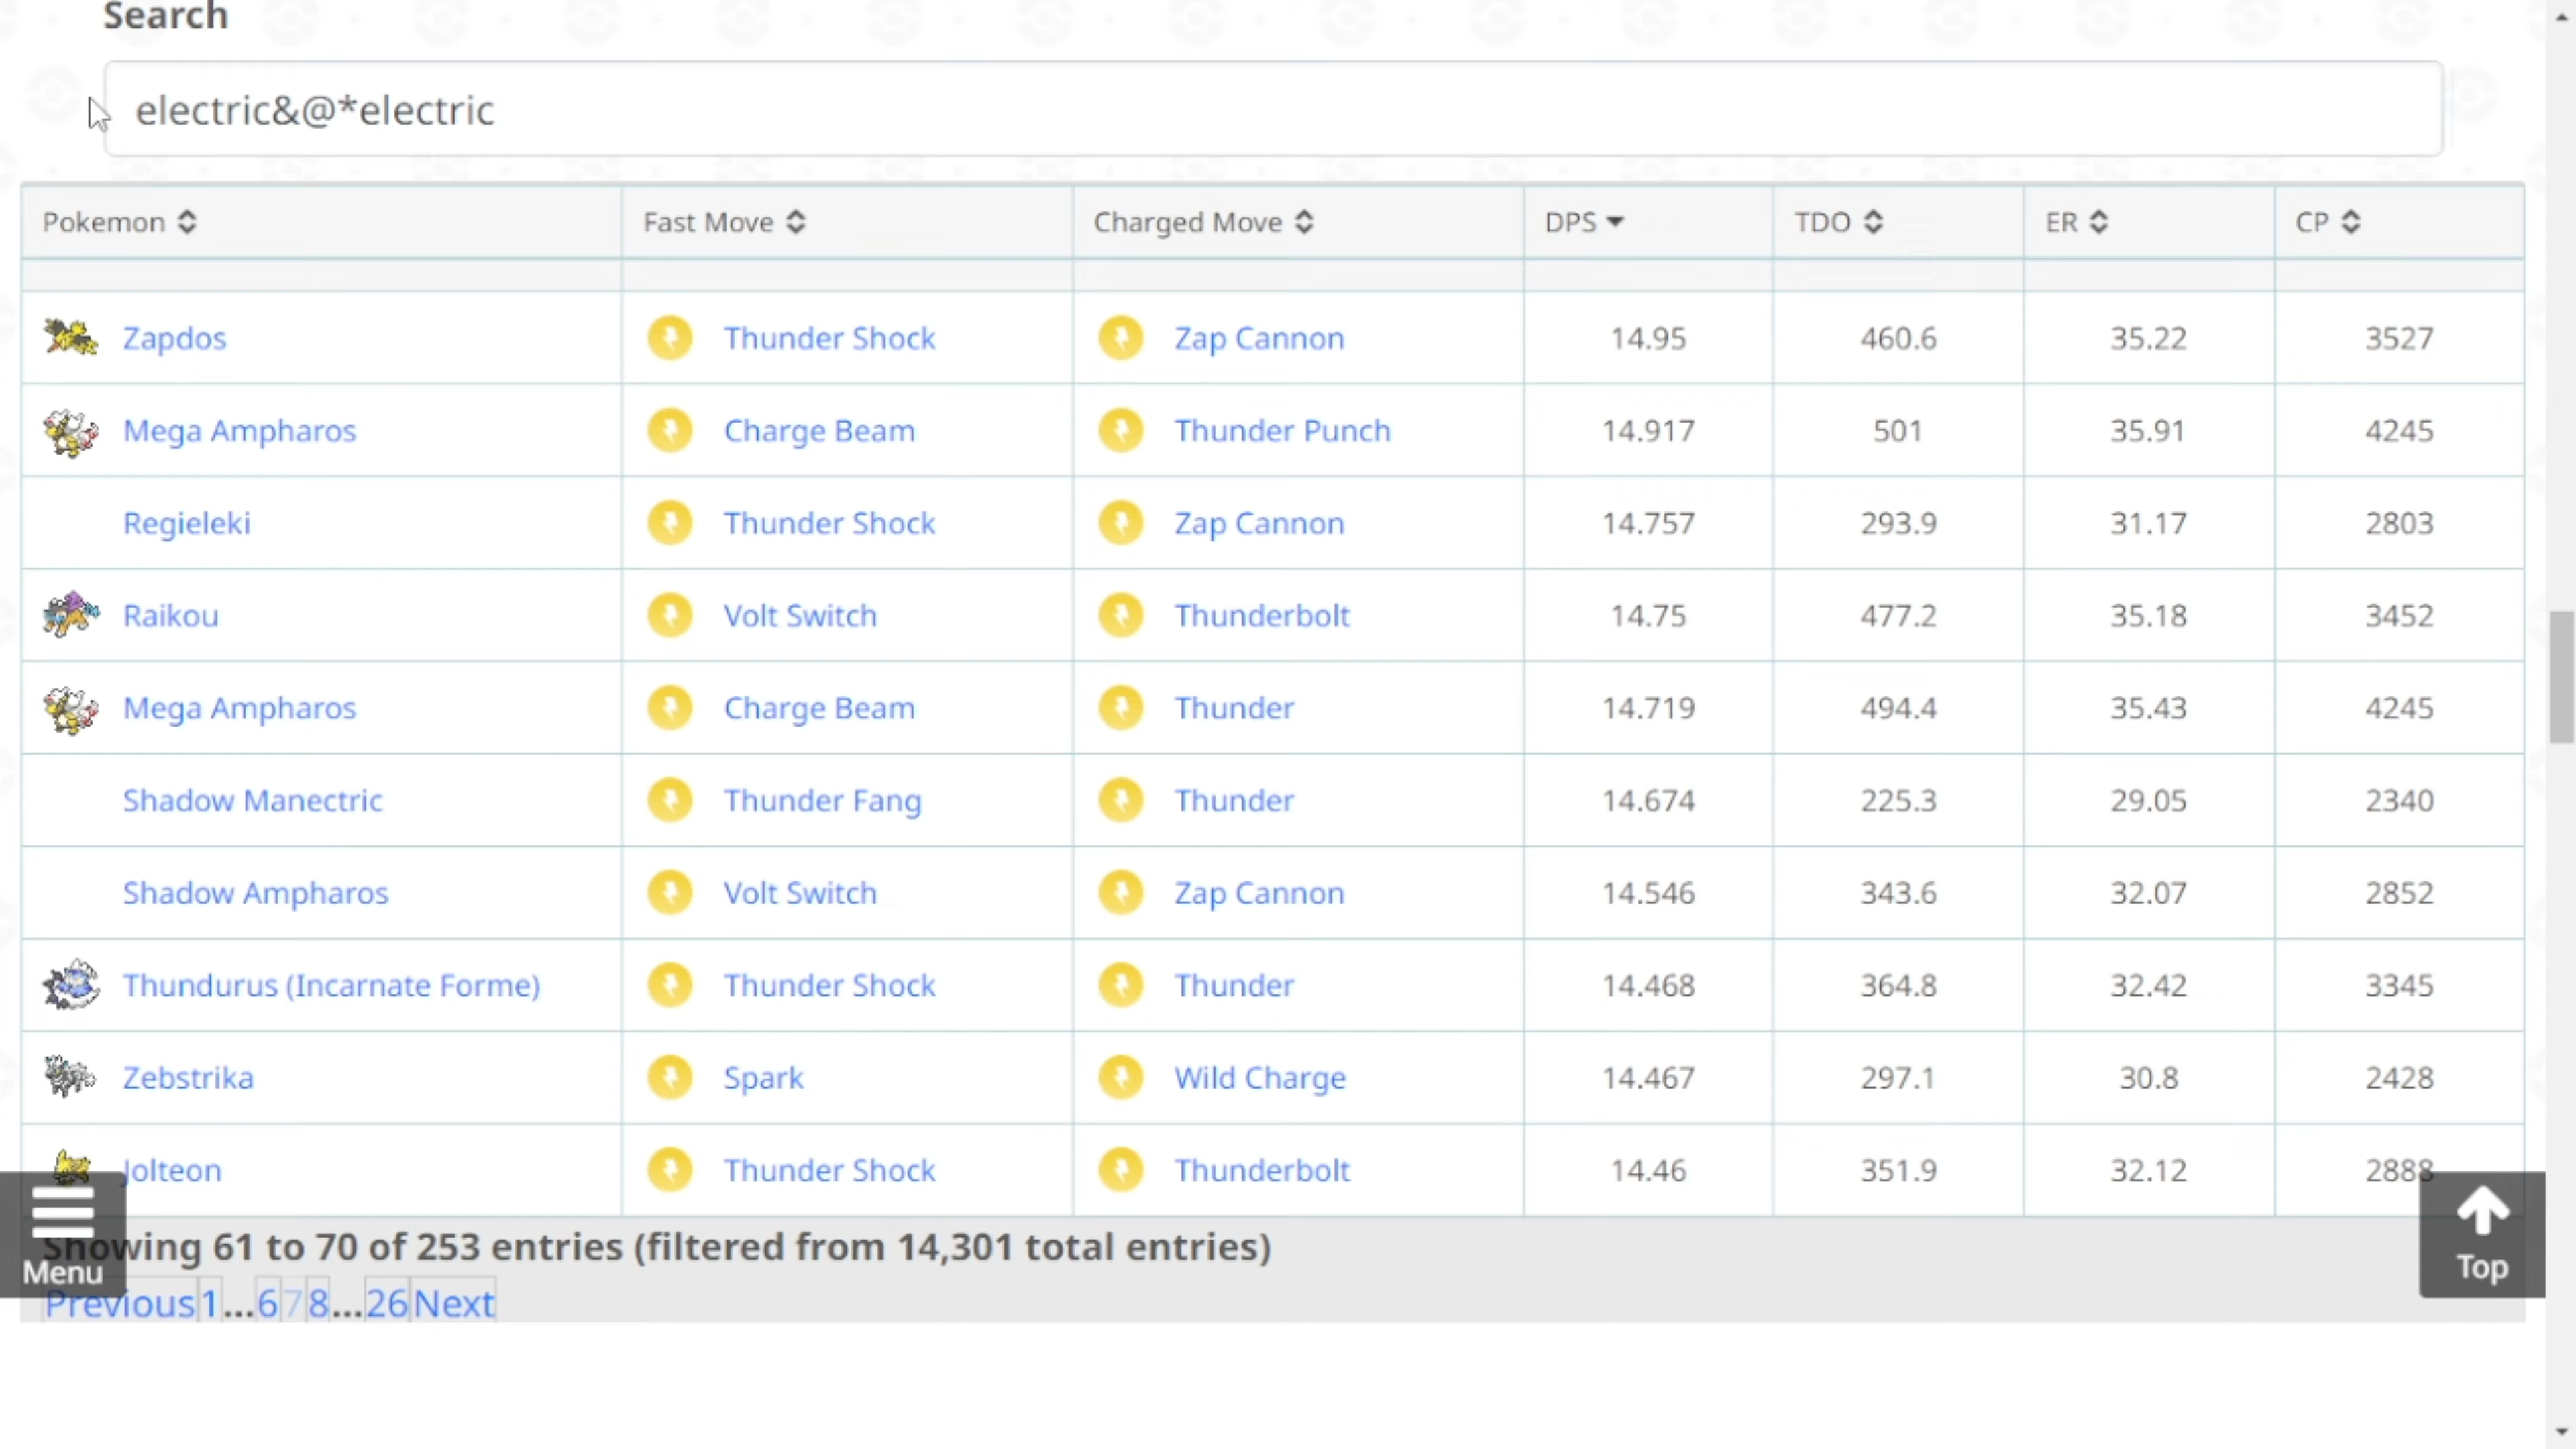 Search
electric&@*electric
Pokemon Fast Move Charged Move DPS TDO ER CP
Zapdos Thunder Shock Zap Cannon 14.95 460.6 35.22 3527
Mega Ampharos Charge Beam Thunder Punch 14.917 501 35.91 4245
Regieleki Thunder Shock Zap Cannon 14.757 293.9 31.17 2803
Raikou Volt Switch Thunderbolt 14.75 477.2 35.18 3452
Mega Ampharos Charge Beam Thunder 14.719 494.4 35.43 4245
Shadow Manectric Thunder Fang Thunder 14.674 225.3 29.05 2340
Shadow Ampharos Volt Switch Zap Cannon 14.546 343.6 32.07 2852
Thundurus (Incarnate Forme) Thunder Shock Thunder 14.468 364.8 32.42 3345
Zebstrika Spark Wild Charge 14.467 297.1 30.8 2428
Jolteon Thunder Shock Thunderbolt 14.46 351.9 32.12 2888
Showing 61 to 70 of 253 entries (filtered from 14,301 total entries)
Menu Top
Previous 1...6 7 8...26 Next